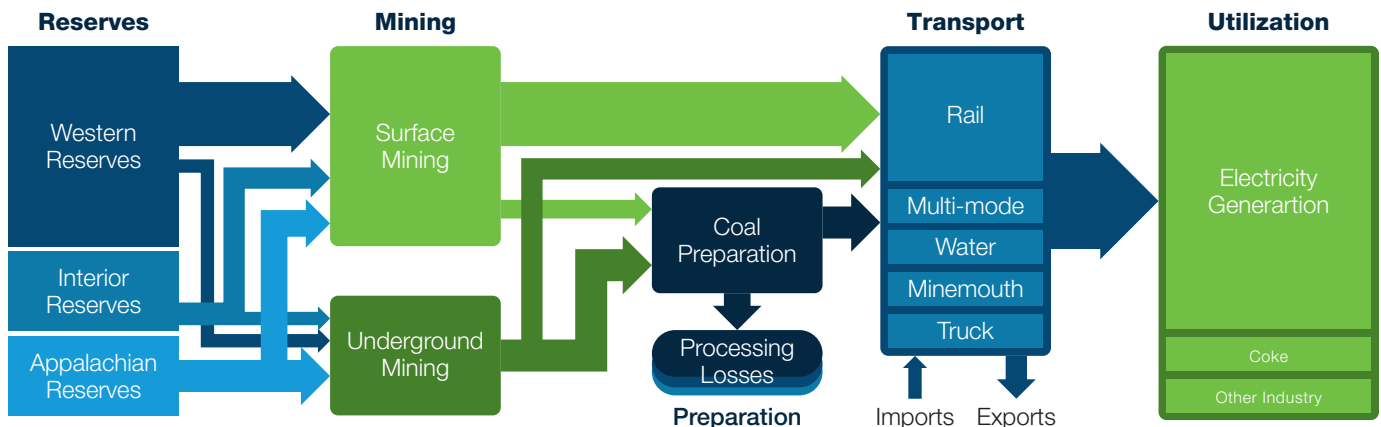 Reserves
Mining
Transport
Utilization
Western
Reserves
Interior
Reserves
Appalachian
Reserves
Surface
Mining
Underground
Mining
Coal
Preparation
Processing
Losses
Preparation
Rail
Multi-mode
Water
Minemouth
Truck
Imports
Exports
Electricity
Generartion
Coke
Other Industry